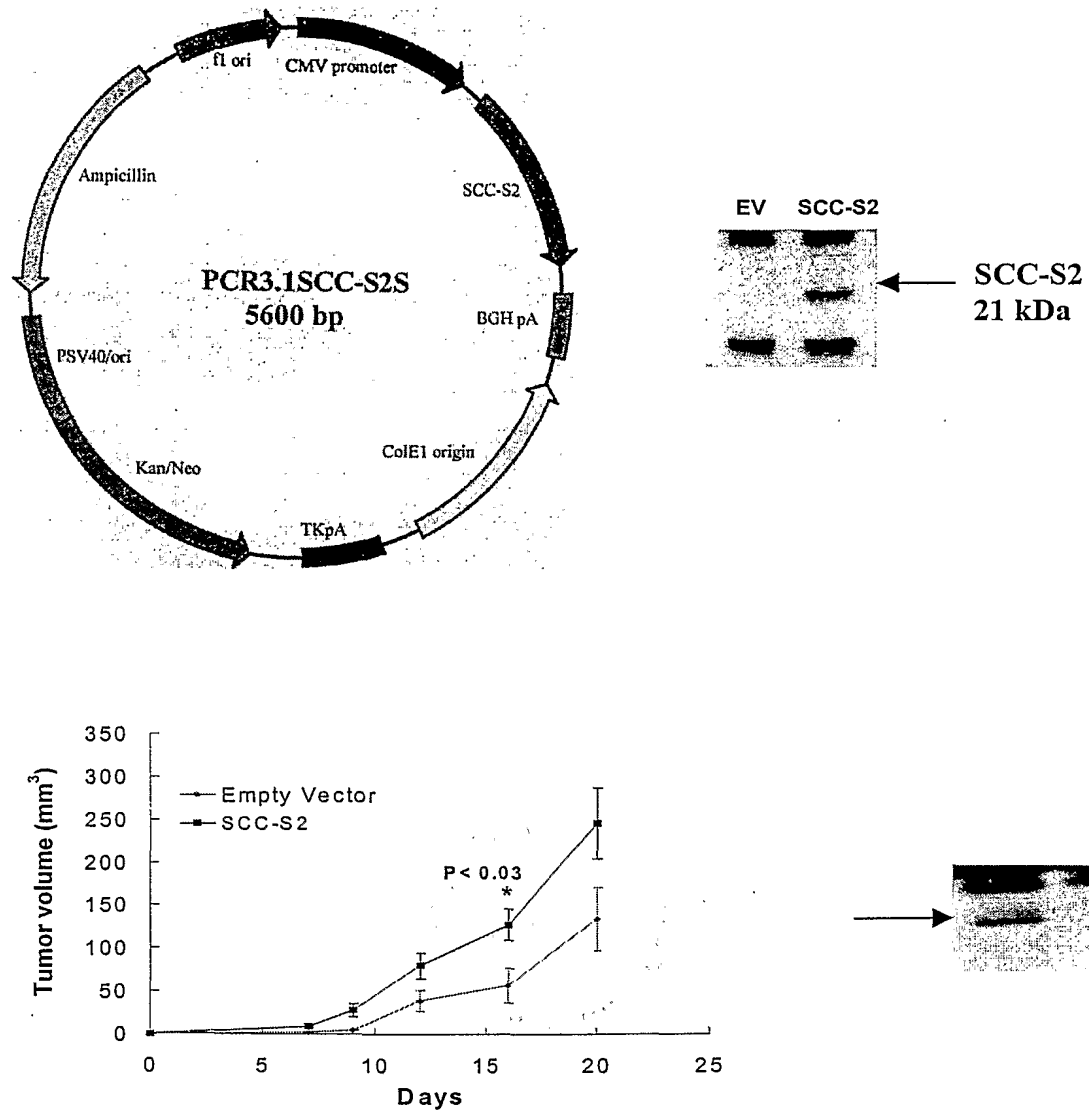 f1 ori
CMV promoter
Ampicillin
SCC-S2
PCR3.1SCC-S2S
5600 bp
BGH pA
PSV40/ori
ColE1 origin
Kan/Neo
TKpA
EV SCC-S2
SCC-S2
21 kDa
350
300
250
200
150
100
50
0
Tumor volume (mm³)
Empty Vector
SCC-S2
P< 0.03
*
0 5 10 15 20 25
Days